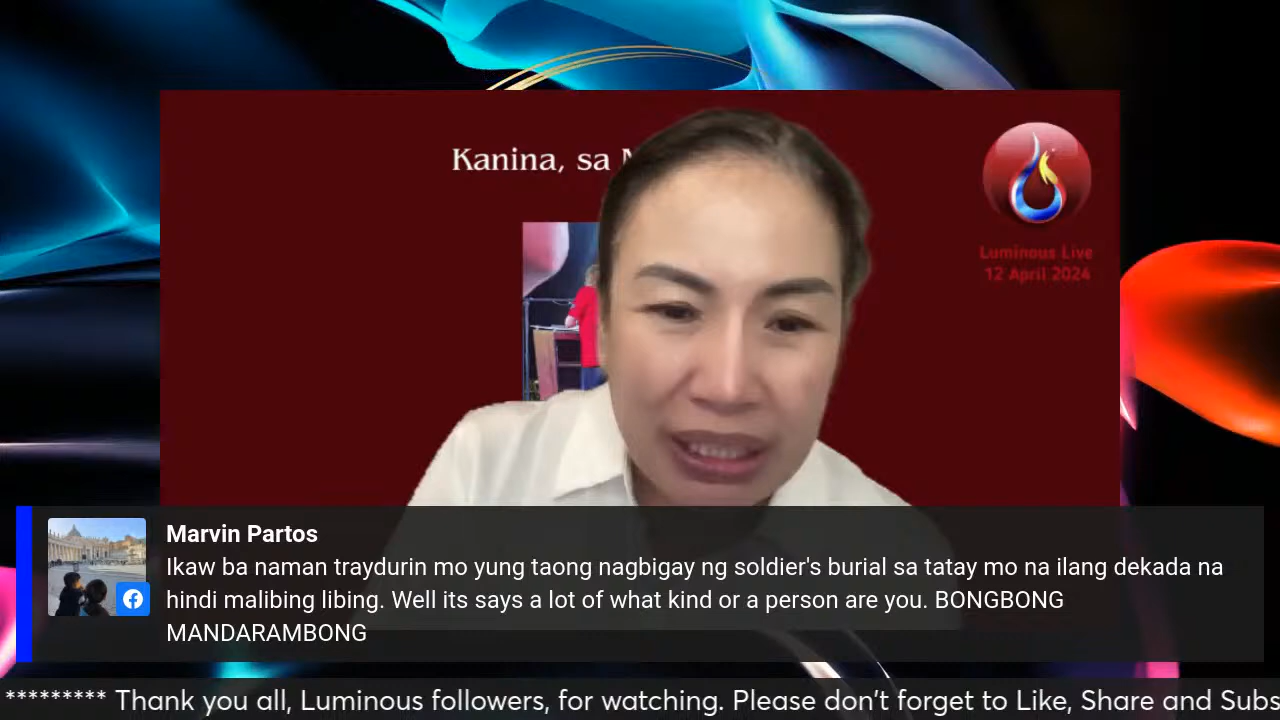 Kanina, sa
Luminous Live
12 April 2024
Marvin Partos
Ikaw ba naman traydurin mo yung taong nagbigay ng soldier's burial sa tatay mo na ilang dekada na
hindi malibing libing. Well its says a lot of what kind or a person are you. BONGBONG
MANDARAMBONG
********* Thank you all, Luminous followers, for watching. Please don't forget to Like, Share and Subs